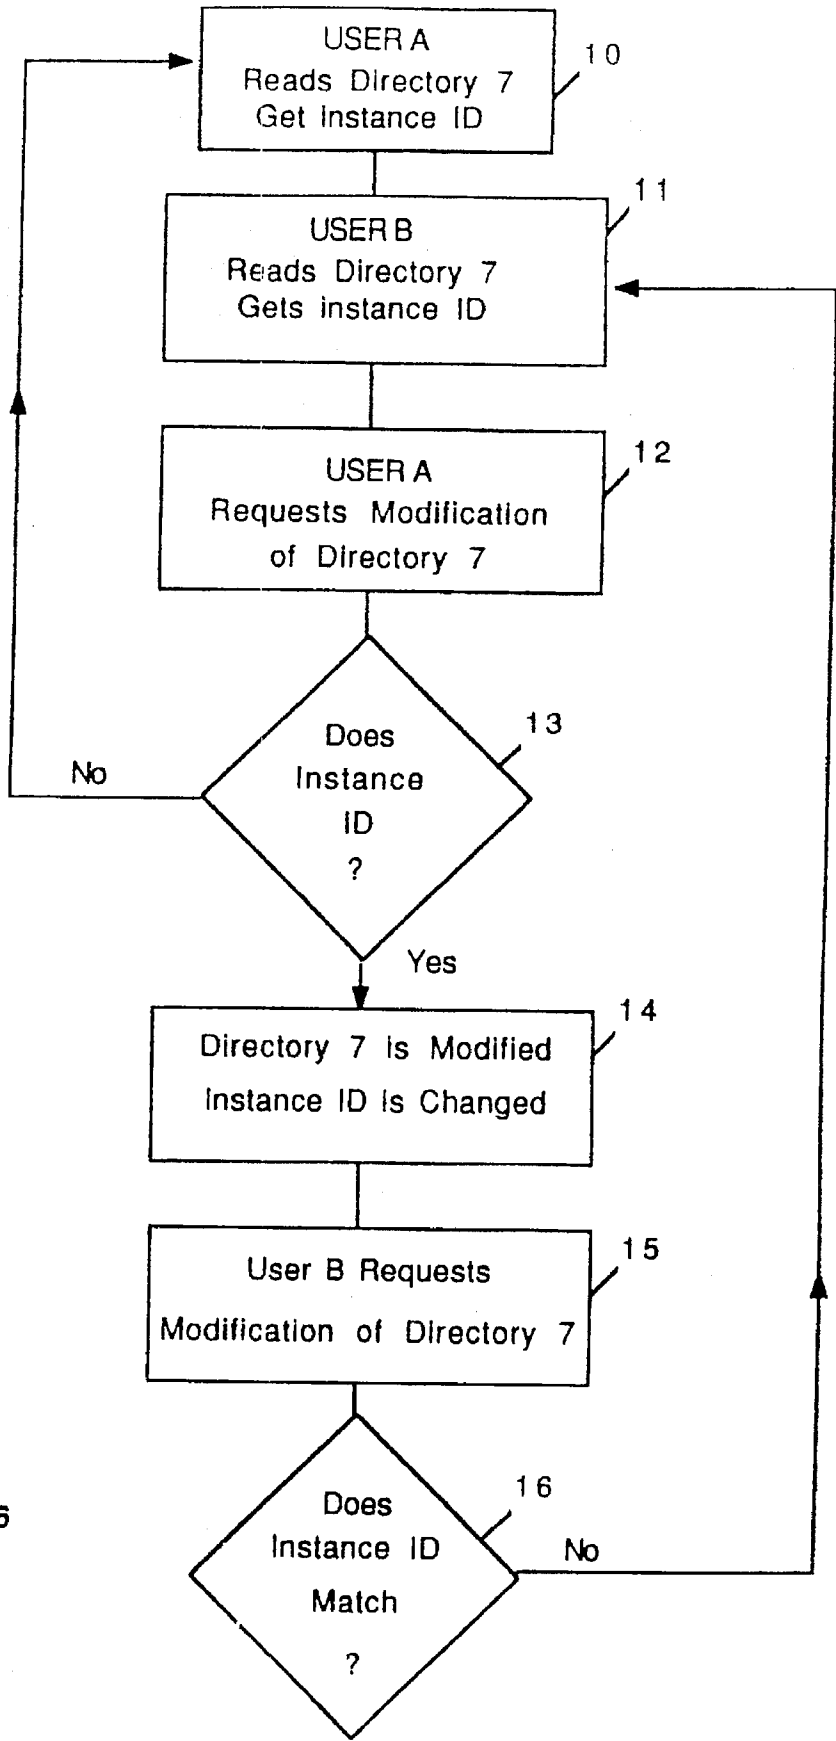 USER A
Reads Directory 7
Get Instance ID
10
USER B
Reads Directory 7
Gets instance ID
11
USER A
Requests Modification
of Directory 7
12
Does
Instance
ID
?
13
No
Yes
Directory 7 is Modified
Instance ID is Changed
14
User B Requests
Modification of Directory 7
15
Does
Instance ID
Match
?
16
No
6